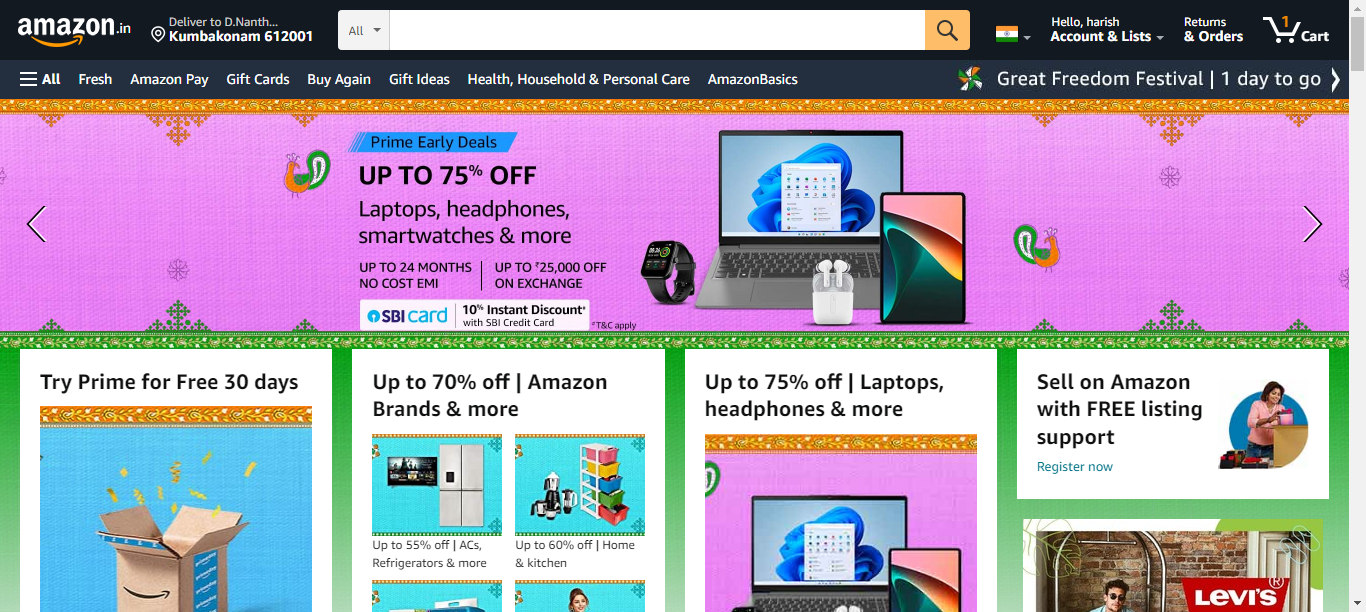 amazon.in
Deliver to D.Nanth...
Kumbakonam 612001
All
Hello, harish
Account & Lists
Returns
& Orders
1
Cart
All
Fresh
Amazon Pay
Gift Cards
Buy Again
Gift Ideas
Health, Household & Personal Care
AmazonBasics
Great Freedom Festival | 1 day to go
Prime Early Deals
UP TO 75% OFF
Laptops, headphones,
smartwatches & more
UP TO 24 MONTHS
NO COST EMI
UP TO ₹25,000 OFF
ON EXCHANGE
SBI card
10% Instant Discount*
with SBI Credit Card
#T&C apply
Try Prime for Free 30 days
Up to 70% off | Amazon
Brands & more
Up to 55% off | ACs,
Refrigerators & more
Up to 60% off | Home
& kitchen
Up to 75% off | Laptops,
headphones & more
Sell on Amazon
with FREE listing
support
Register now
LEVI'S®